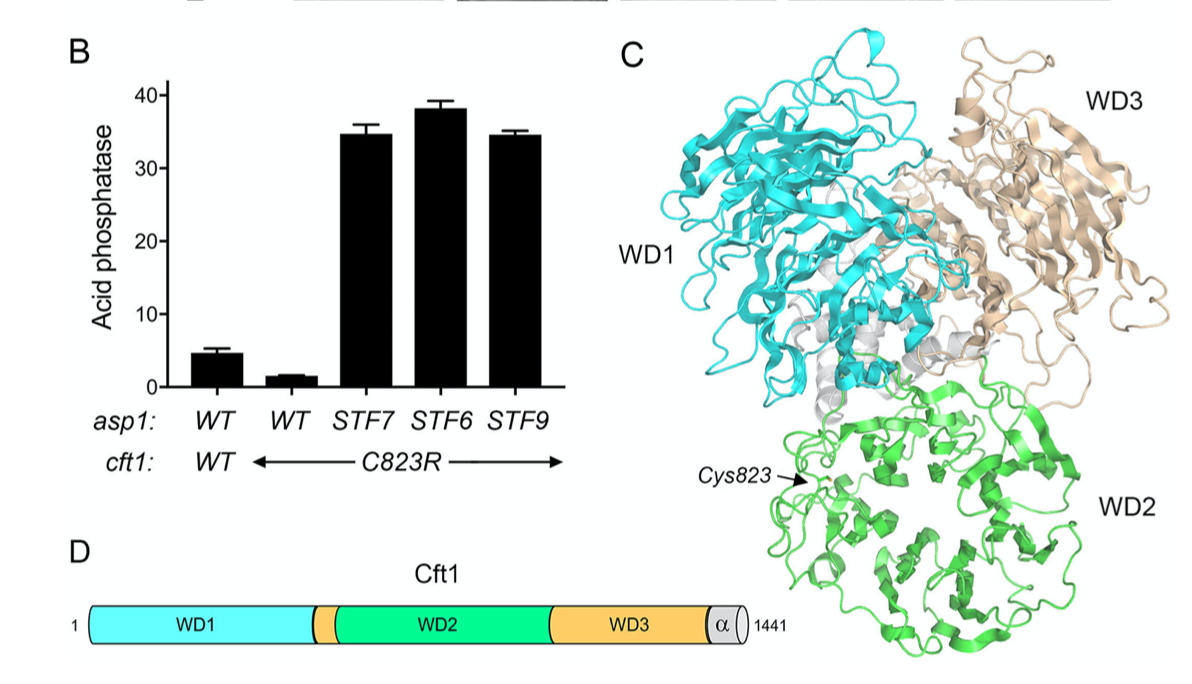 B
Acid phosphatase
40
30
20
10
0
asp1: WT WT STF7 STF6 STF9
cft1: WT C823R
C
WD1
WD3
Cys823
WD2
D
Cft1
1 WD1 WD2 WD3 α 1441